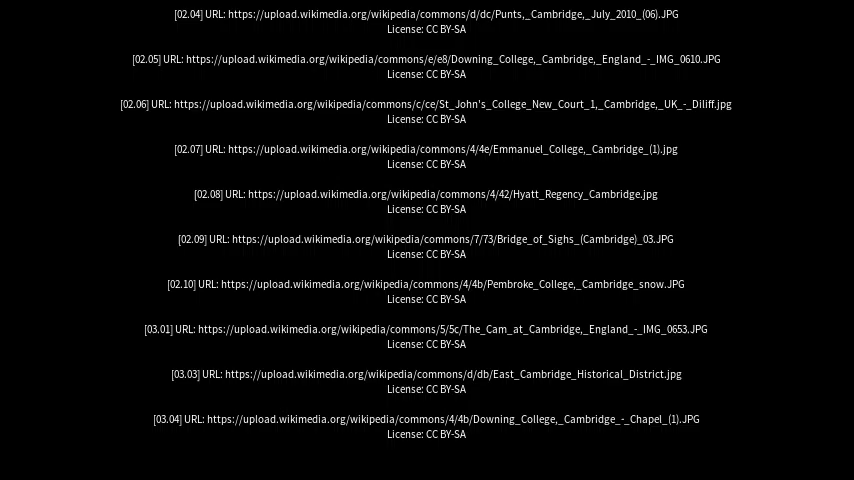 [02.04] URL: https://upload.wikimedia.org/wikipedia/commons/d/dc/Punts,_Cambridge,_July_2010_(06).JPG
License: CC BY-SA
[02.05] URL: https://upload.wikimedia.org/wikipedia/commons/e/e8/Downing_College,_Cambridge,_England_-_IMG_0610.JPG
License: CC BY-SA
[02.06] URL: https://upload.wikimedia.org/wikipedia/commons/c/ce/St_John's_College_New_Court_1,_Cambridge,_UK_-_Diliff.jpg
License: CC BY-SA
[02.07] URL: https://upload.wikimedia.org/wikipedia/commons/4/4e/Emmanuel_College,_Cambridge_(1).jpg
License: CC BY-SA
[02.08] URL: https://upload.wikimedia.org/wikipedia/commons/4/42/Hyatt_Regency_Cambridge.jpg
License: CC BY-SA
[02.09] URL: https://upload.wikimedia.org/wikipedia/commons/7/73/Bridge_of_Sighs_(Cambridge)_03.JPG
License: CC BY-SA
[02.10] URL: https://upload.wikimedia.org/wikipedia/commons/4/4b/Pembroke_College,_Cambridge_snow.JPG
License: CC BY-SA
[03.01] URL: https://upload.wikimedia.org/wikipedia/commons/5/5c/The_Cam_at_Cambridge,_England_-_IMG_0653.JPG
License: CC BY-SA
[03.03] URL: https://upload.wikimedia.org/wikipedia/commons/d/db/East_Cambridge_Historical_District.jpg
License: CC BY-SA
[03.04] URL: https://upload.wikimedia.org/wikipedia/commons/4/4b/Downing_College,_Cambridge_-_Chapel_(1).JPG
License: CC BY-SA